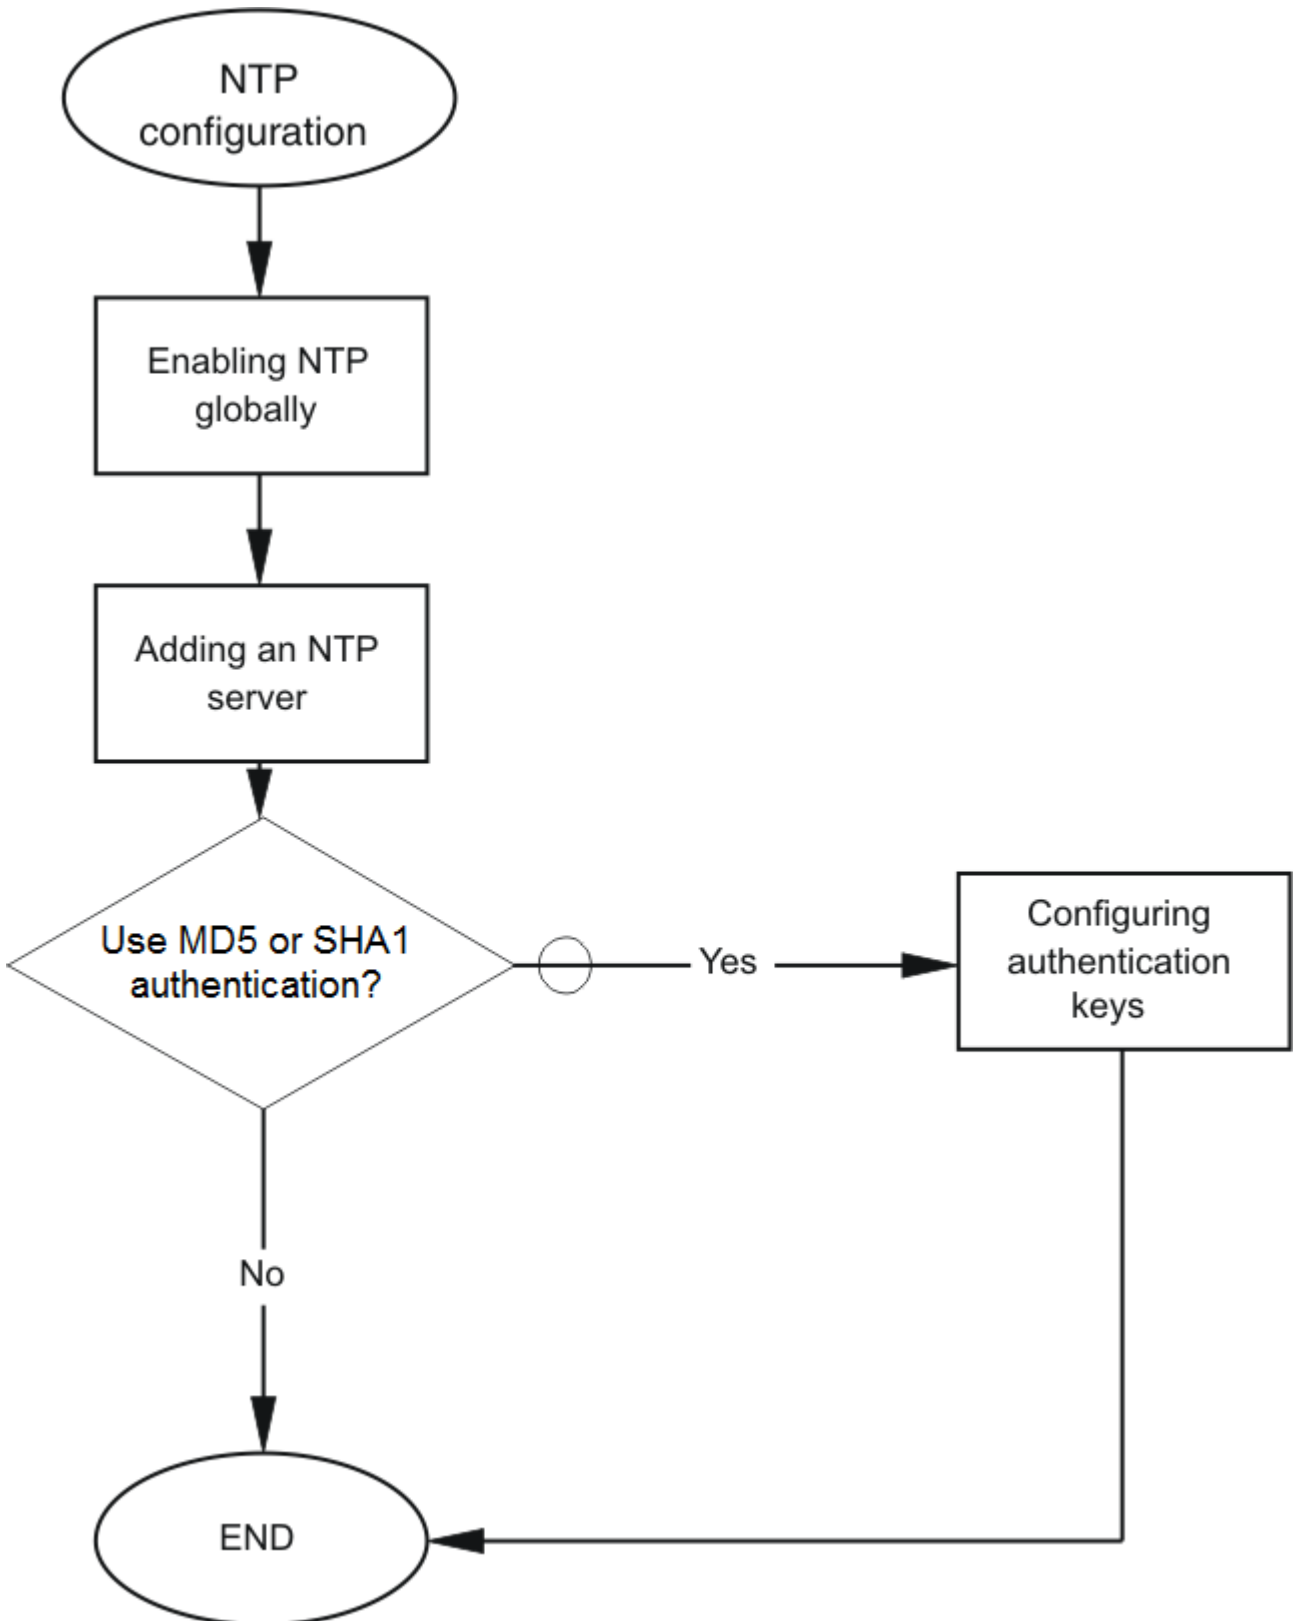 NTP
configuration
Enabling NTP
globally
Adding an NTP
server
Use MD5 or SHA1
authentication?
Yes
Configuring
authentication
keys
No
END